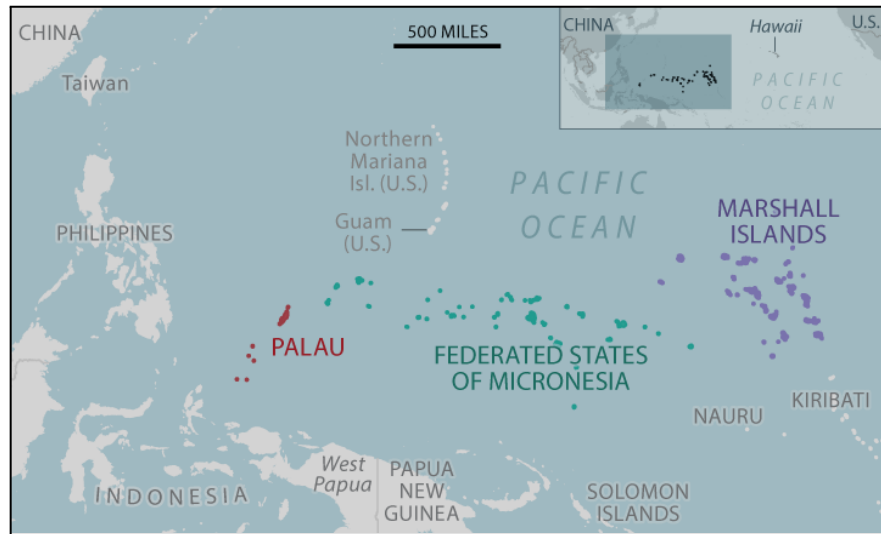 CHINA
500 MILES
CHINA
Hawaii
U.S.
PACIFIC
OCEAN
Taiwan
Northern
Mariana
Isl. (U.S.)
PACIFIC
OCEAN
Guam
(U.S.)
PHILIPPINES
MARSHALL
ISLANDS
PALAU
FEDERATED STATES
OF MICRONESIA
NAURU
KIRIBATI
INDONESIA
West
Papua
PAPUA
NEW
GUINEA
SOLOMON
ISLANDS